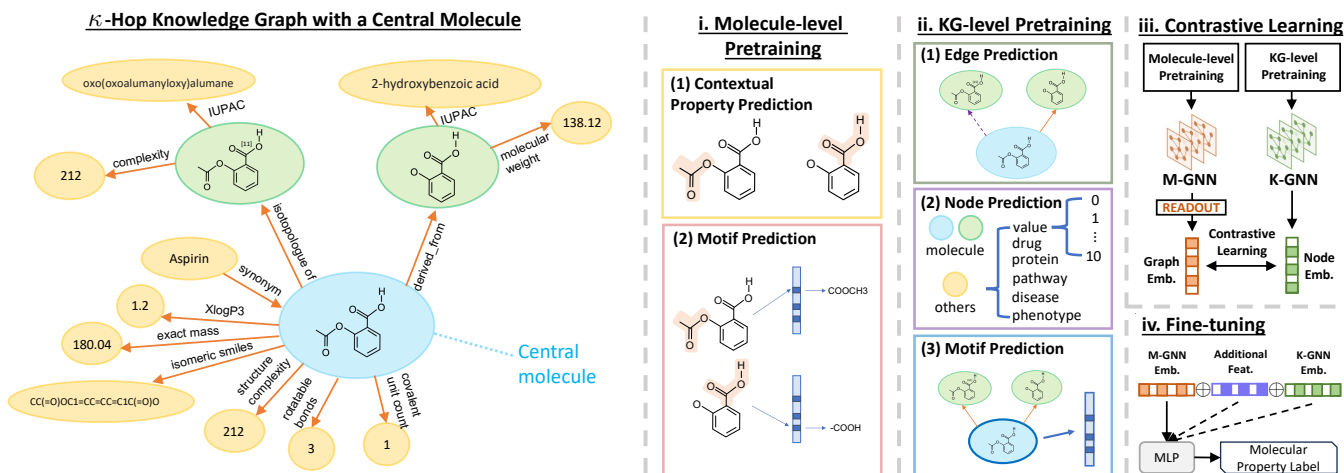 κ-Hop Knowledge Graph with a Central Molecule
oxo(oxoalumanyloxy)alumane
2-hydroxybenzoic acid
IUPAC
IUPAC
138.12
molecular
weight
212
complexity
[11]
O
H
O
O
O
H
O
O
O
isotopologue of
derived_from
Aspirin
synonym
1.2
XlogP3
180.04
exact mass
isomeric smiles
CC(=O)OC1=CC=CC=C1C(=O)O
structure
complexity
212
rotatable
bonds
3
covalent
unit count
1
O
H
O
O
O
Central
molecule
i. Molecule-level
Pretraining
(1) Contextual
Property Prediction
O
H
O
O
O
O
H
O
O
(2) Motif Prediction
O
H
O
O
O
COOCH3
O
H
O
O
-COOH
ii. KG-level Pretraining
(1) Edge Prediction
(2) Node Prediction
molecule
others
value
drug
protein
pathway
disease
phenotype
0
1
⋮
10
(3) Motif Prediction
iii. Contrastive Learning
Molecule-level
Pretraining
KG-level
Pretraining
M-GNN
K-GNN
READOUT
Graph
Emb.
Contrastive
Learning
Node
Emb.
iv. Fine-tuning
M-GNN
Emb.
Additional
Feat.
K-GNN
Emb.
MLP
Molecular
Property Label